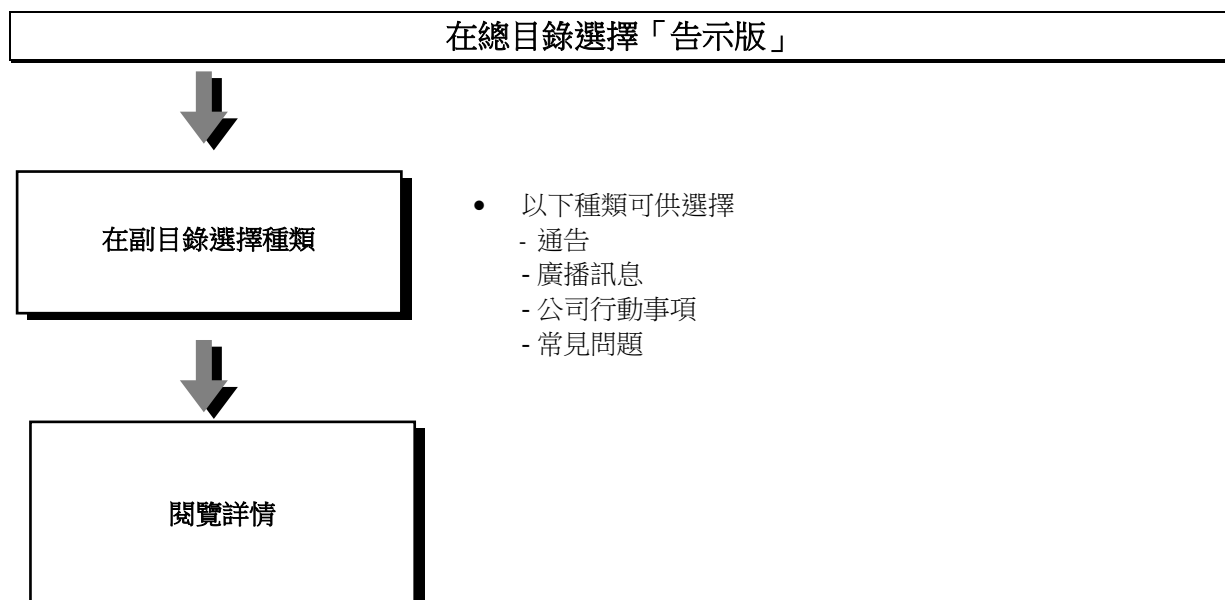 在總目錄選擇「告示版」
在副目錄選擇種類
• 以下種類可供選擇
- 通告
- 廣播訊息
- 公司行動事項
- 常見問題
閱覽詳情